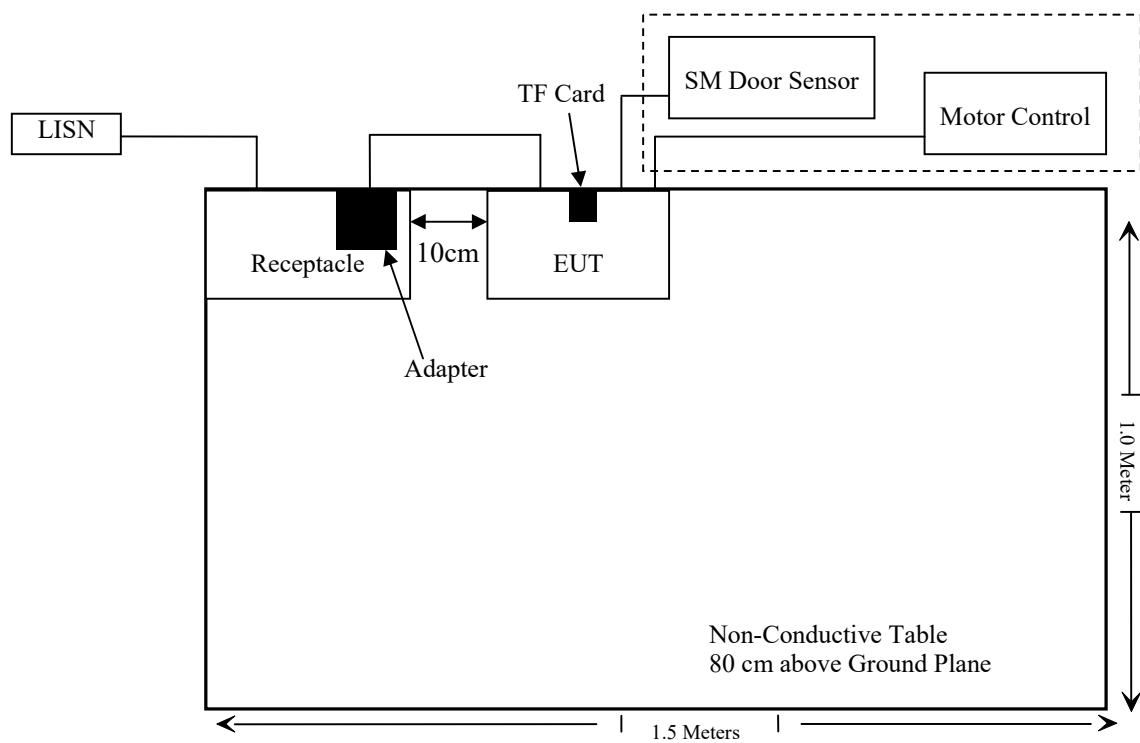 SM Door Sensor
TF Card
Motor Control
LISN
10cm
Receptacle
EUT
Adapter
1.0 Meter
Non-Conductive Table
80 cm above Ground Plane
1.5 Meters